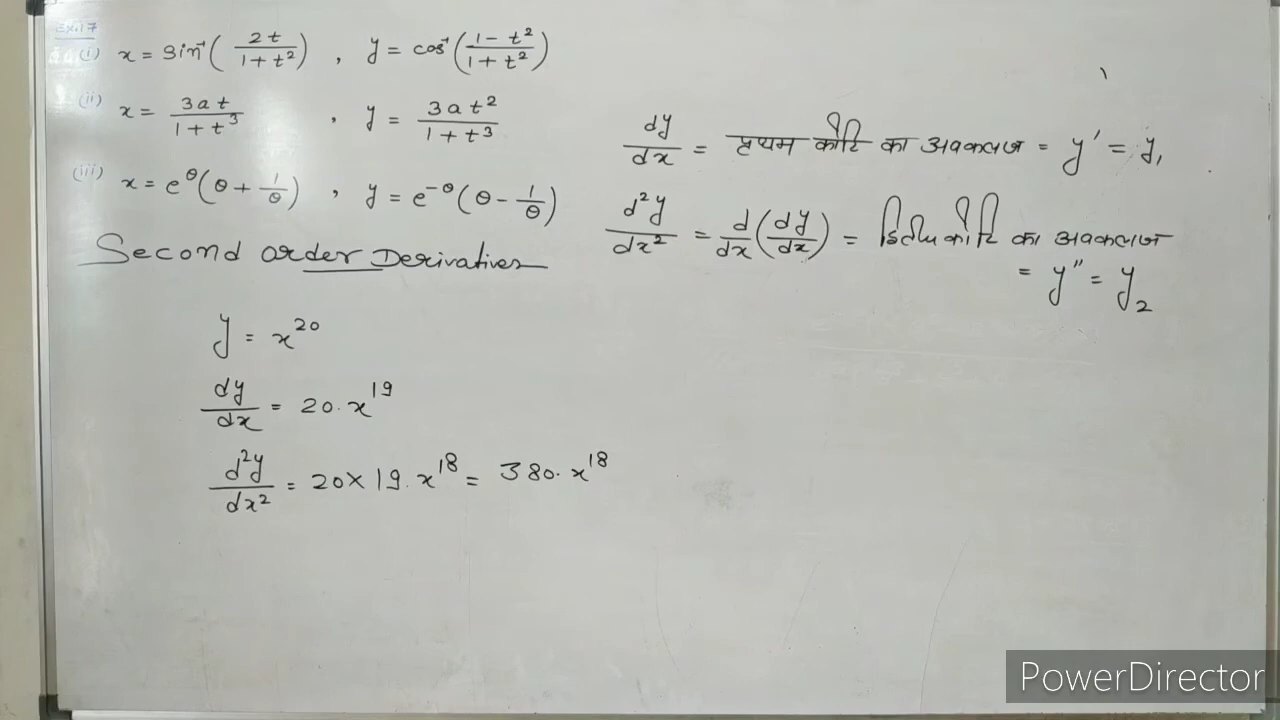 Ex.17
(i) x = sin⁻¹(2t/(1+t²)) , y = cos⁻¹((1-t²)/(1+t²))
(ii) x = 3at/(1+t³) , y = 3at²/(1+t³)
(iii) x = e^θ(θ + 1/θ) , y = e^-θ(θ - 1/θ)
Second order Derivatives
y = x²⁰
dy/dx = 20.x¹⁹
d²y/dx² = 20×19.x¹⁸ = 380.x¹⁸
dy/dx = प्रथम कोटि का अवकलज = y' = y₁
d²y/dx² = d/dx(dy/dx) = द्वितीय कोटि का अवकलज
= y" = y₂
PowerDirector